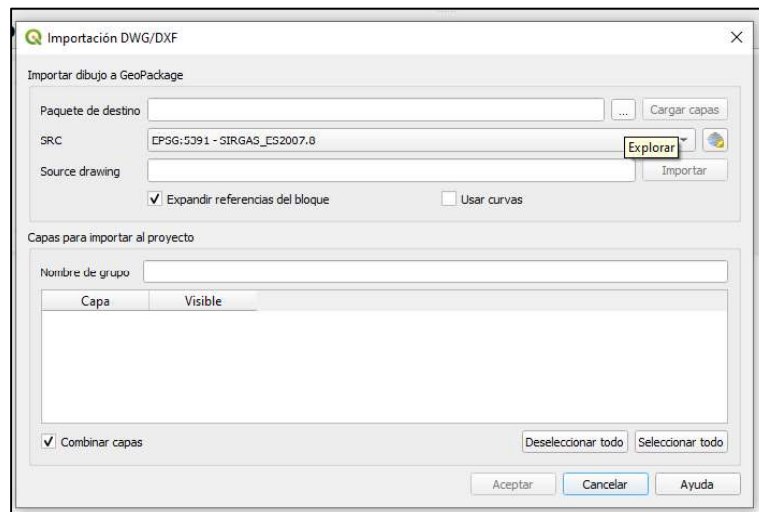 Importación DWG/DXF
Importar dibujo a GeoPackage
Paquete de destino ... Cargar capas
SRC EPSG:5391 - SIRGAS_ES2007.8
Explorar
Source drawing Importar
Expandir referencias del bloque Usar curvas
Capas para importar al proyecto
Nombre de grupo
Capa Visible
Combinar capas Deseleccionar todo Seleccionar todo
Aceptar Cancelar Ayuda